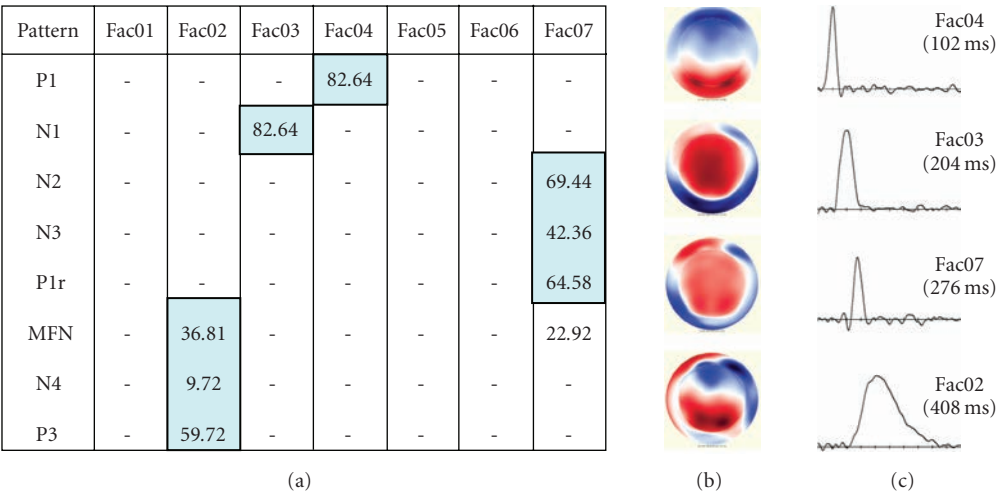 Pattern Fac01 Fac02 Fac03 Fac04 Fac05 Fac06 Fac07
P1 - - - 82.64 - - -
N1 - - 82.64 - - - -
N2 - - - - - - 69.44
N3 - - - - - - 42.36
P1r - - - - - - 64.58
MFN - 36.81 - - - - 22.92
N4 - 9.72 - - - - -
P3 - 59.72 - - - - -
(a)
(b)
Fac04
(102 ms)
Fac03
(204 ms)
Fac07
(276 ms)
Fac02
(408 ms)
(c)